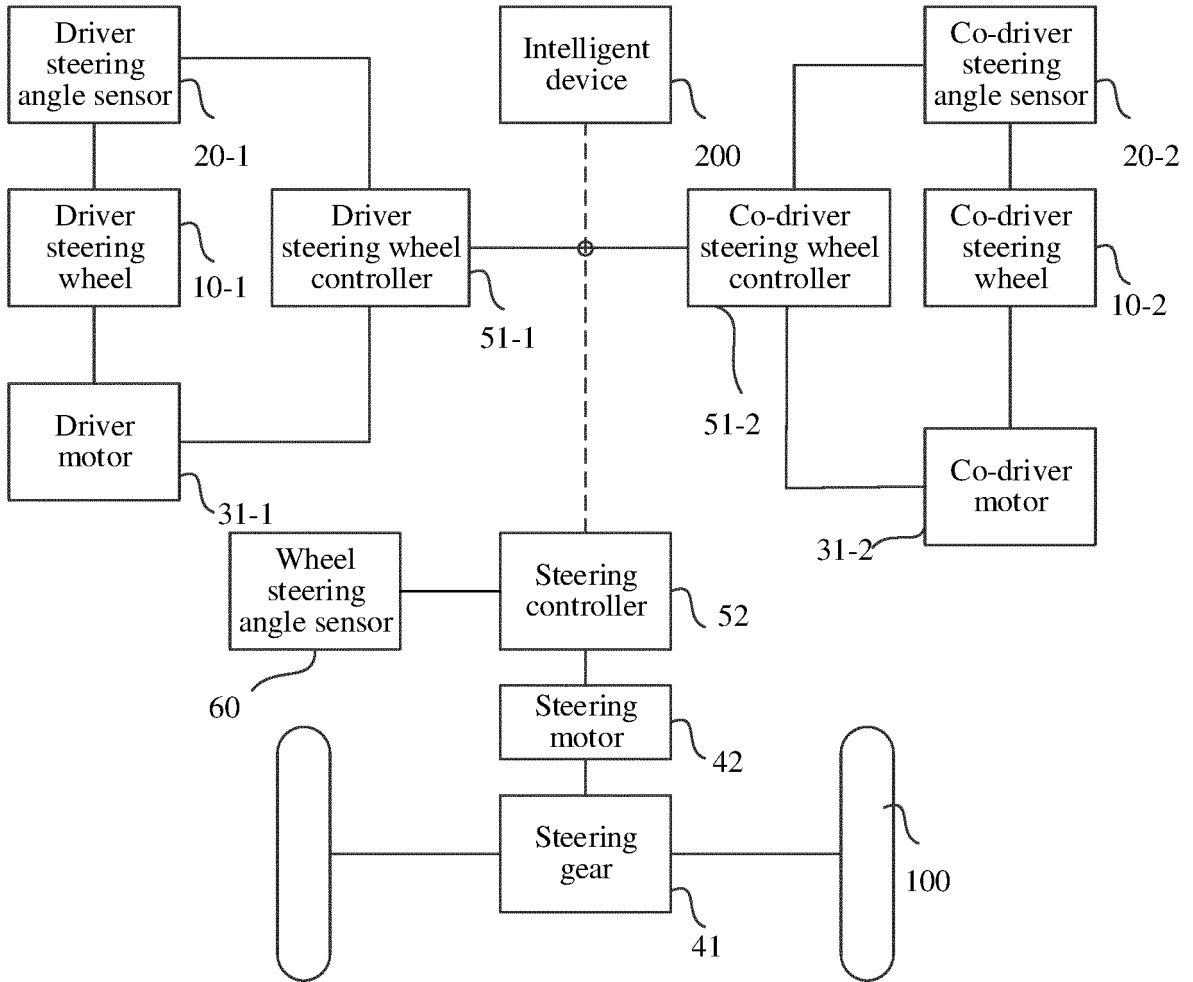 Driver
steering
angle sensor
20-1
Intelligent
device
200
Co-driver
steering
angle sensor
20-2
Driver
steering
wheel
10-1
Driver
steering wheel
controller
51-1
Co-driver
steering wheel
controller
51-2
Co-driver
steering
wheel
10-2
Driver
motor
31-1
Co-driver
motor
31-2
Wheel
steering
angle sensor
60
Steering
controller
52
Steering
motor
42
Steering
gear
41
100